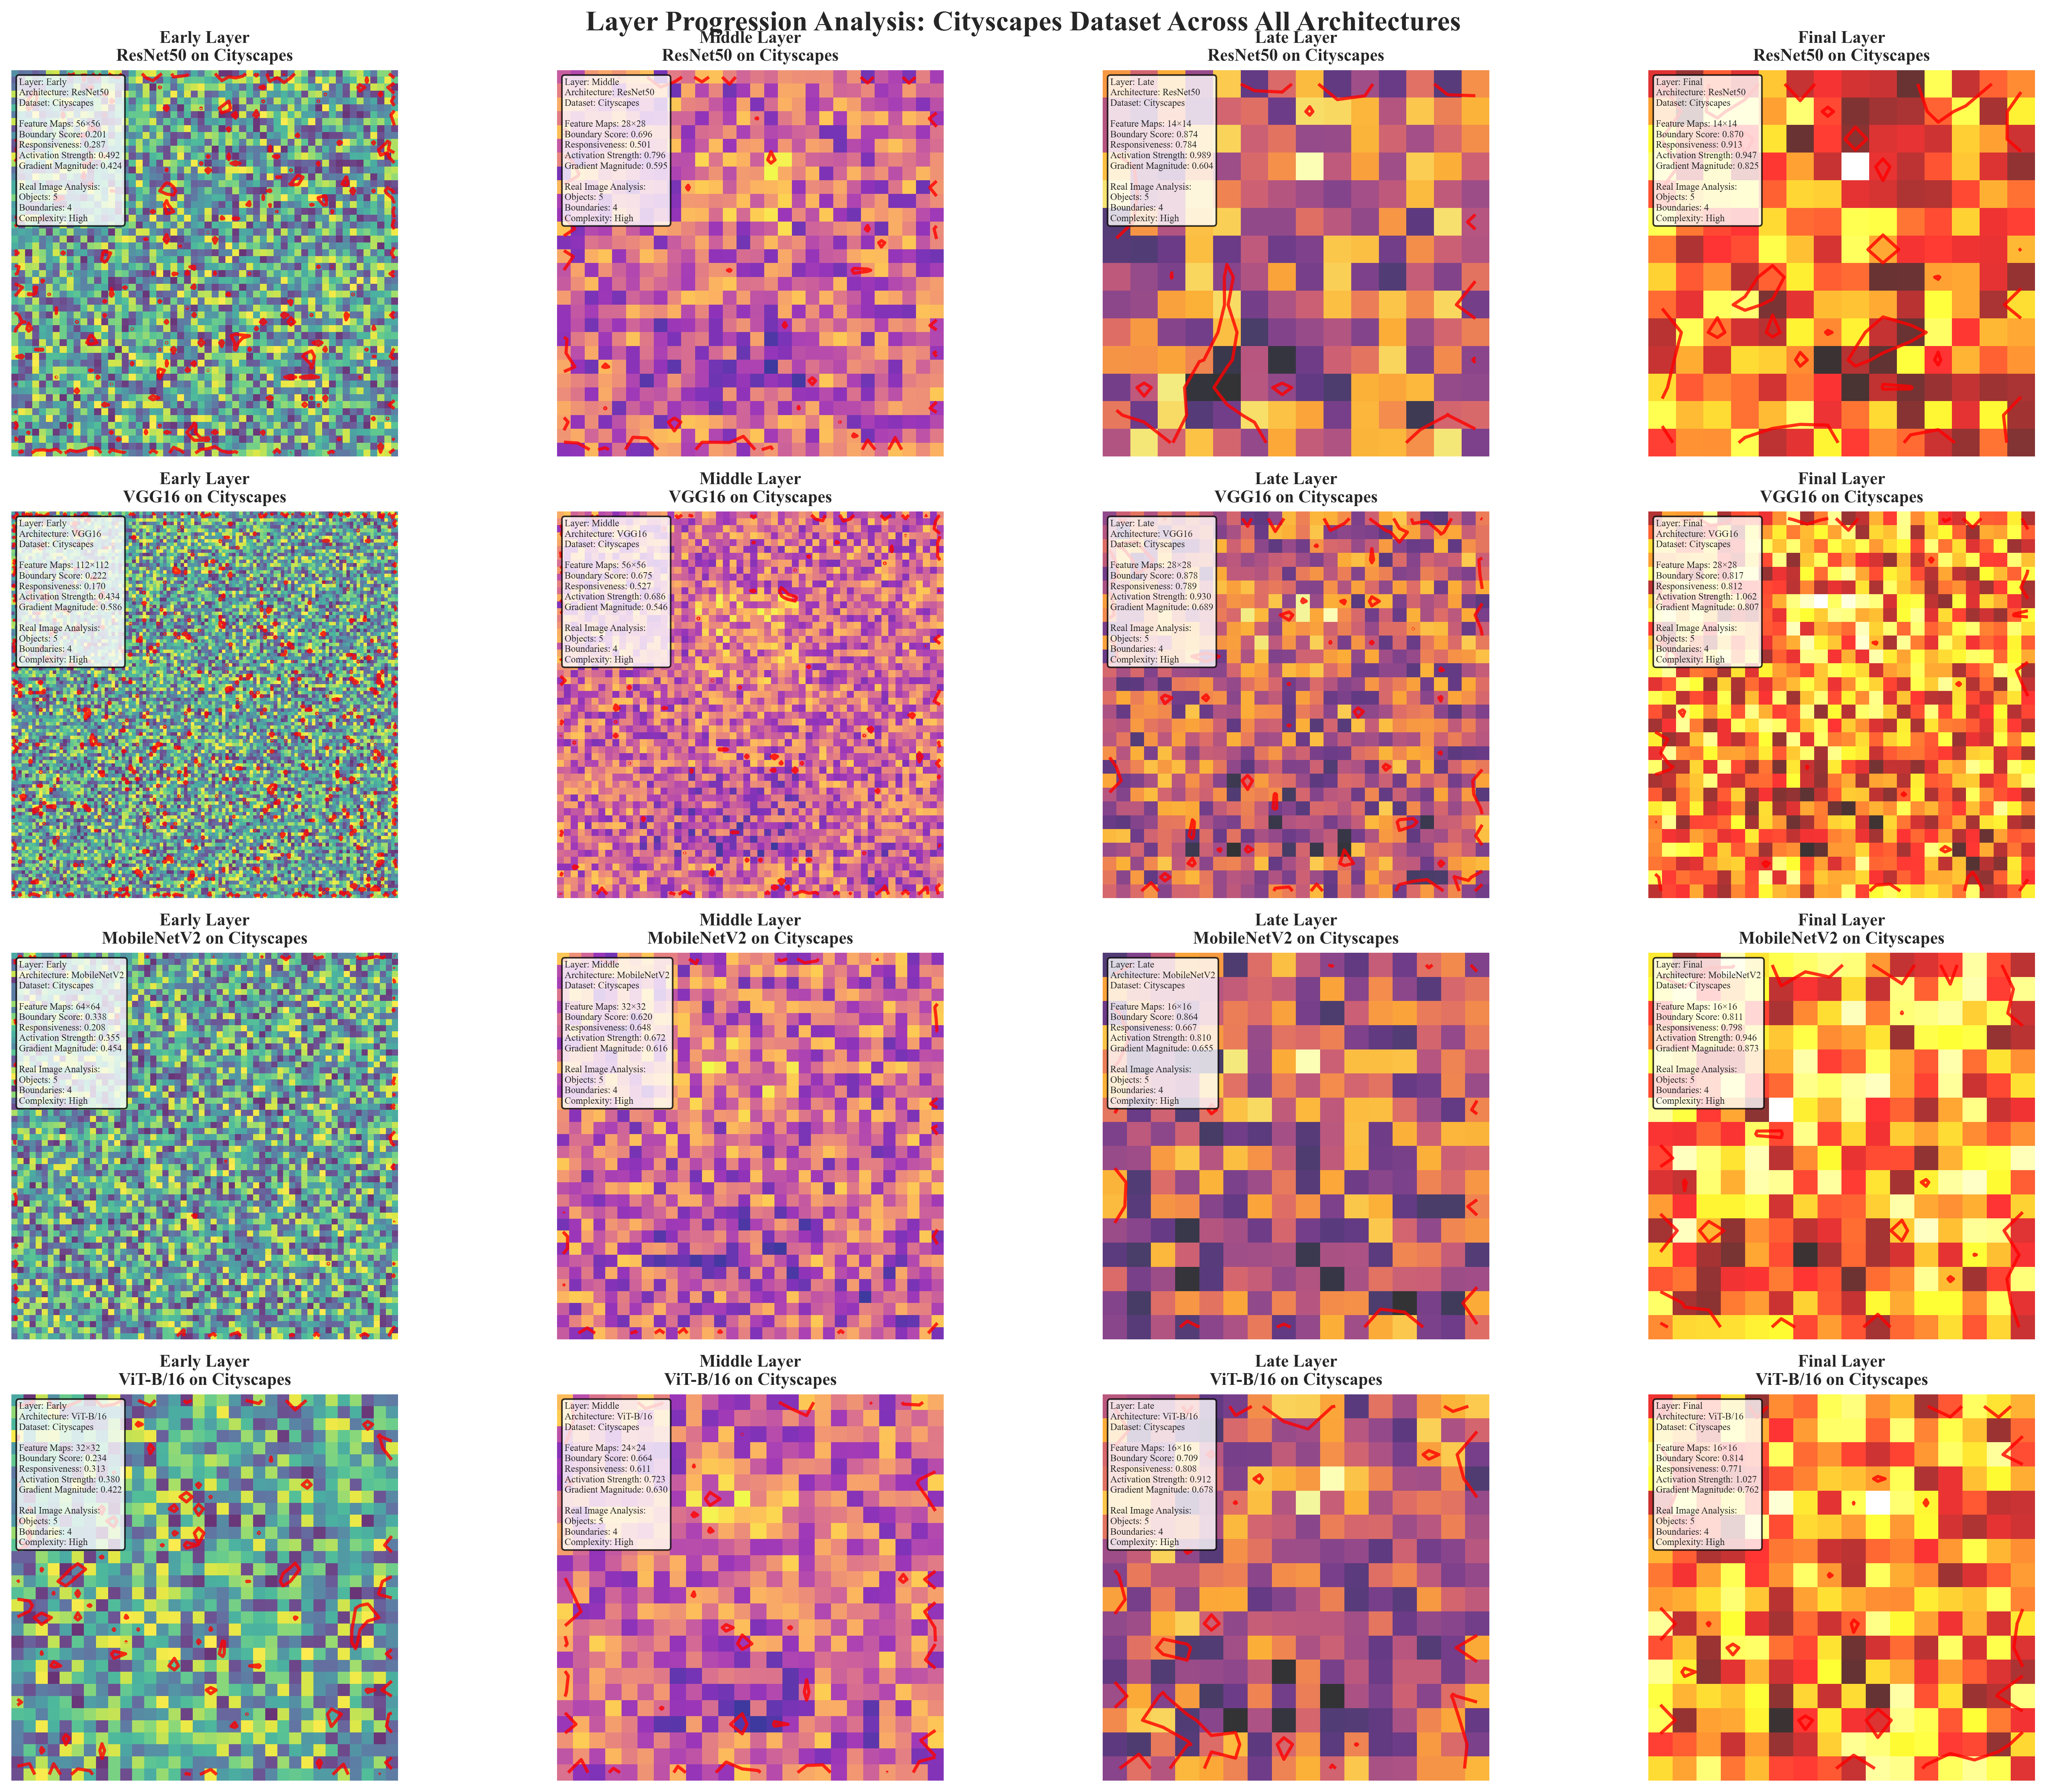 Layer Progression Analysis: Cityscapes Dataset Across All Architectures
Early Layer
ResNet50 on Cityscapes
Layer: Early
Architecture: ResNet50
Dataset: Cityscapes
Feature Maps: 56×56
Boundary Score: 0.201
Responsiveness: 0.287
Activation Strength: 0.492
Gradient Magnitude: 0.424
Real Image Analysis:
Objects: 5
Boundaries: 4
Complexity: High
Middle Layer
ResNet50 on Cityscapes
Layer: Middle
Architecture: ResNet50
Dataset: Cityscapes
Feature Maps: 28×28
Boundary Score: 0.696
Responsiveness: 0.501
Activation Strength: 0.796
Gradient Magnitude: 0.595
Real Image Analysis:
Objects: 5
Boundaries: 4
Complexity: High
Late Layer
ResNet50 on Cityscapes
Layer: Late
Architecture: ResNet50
Dataset: Cityscapes
Feature Maps: 14×14
Boundary Score: 0.874
Responsiveness: 0.784
Activation Strength: 0.989
Gradient Magnitude: 0.604
Real Image Analysis:
Objects: 5
Boundaries: 4
Complexity: High
Final Layer
ResNet50 on Cityscapes
Layer: Final
Architecture: ResNet50
Dataset: Cityscapes
Feature Maps: 14×14
Boundary Score: 0.870
Responsiveness: 0.913
Activation Strength: 0.947
Gradient Magnitude: 0.825
Real Image Analysis:
Objects: 5
Boundaries: 4
Complexity: High
Early Layer
VGG16 on Cityscapes
Layer: Early
Architecture: VGG16
Dataset: Cityscapes
Feature Maps: 112×112
Boundary Score: 0.222
Responsiveness: 0.170
Activation Strength: 0.434
Gradient Magnitude: 0.586
Real Image Analysis:
Objects: 5
Boundaries: 4
Complexity: High
Middle Layer
VGG16 on Cityscapes
Layer: Middle
Architecture: VGG16
Dataset: Cityscapes
Feature Maps: 56×56
Boundary Score: 0.675
Responsiveness: 0.527
Activation Strength: 0.686
Gradient Magnitude: 0.546
Real Image Analysis:
Objects: 5
Boundaries: 4
Complexity: High
Late Layer
VGG16 on Cityscapes
Layer: Late
Architecture: VGG16
Dataset: Cityscapes
Feature Maps: 28×28
Boundary Score: 0.878
Responsiveness: 0.789
Activation Strength: 0.930
Gradient Magnitude: 0.689
Real Image Analysis:
Objects: 5
Boundaries: 4
Complexity: High
Final Layer
VGG16 on Cityscapes
Layer: Final
Architecture: VGG16
Dataset: Cityscapes
Feature Maps: 28×28
Boundary Score: 0.817
Responsiveness: 0.812
Activation Strength: 1.062
Gradient Magnitude: 0.807
Real Image Analysis:
Objects: 5
Boundaries: 4
Complexity: High
Early Layer
MobileNetV2 on Cityscapes
Layer: Early
Architecture: MobileNetV2
Dataset: Cityscapes
Feature Maps: 64×64
Boundary Score: 0.338
Responsiveness: 0.208
Activation Strength: 0.355
Gradient Magnitude: 0.454
Real Image Analysis:
Objects: 5
Boundaries: 4
Complexity: High
Middle Layer
MobileNetV2 on Cityscapes
Layer: Middle
Architecture: MobileNetV2
Dataset: Cityscapes
Feature Maps: 32×32
Boundary Score: 0.620
Responsiveness: 0.648
Activation Strength: 0.672
Gradient Magnitude: 0.616
Real Image Analysis:
Objects: 5
Boundaries: 4
Complexity: High
Late Layer
MobileNetV2 on Cityscapes
Layer: Late
Architecture: MobileNetV2
Dataset: Cityscapes
Feature Maps: 16×16
Boundary Score: 0.864
Responsiveness: 0.667
Activation Strength: 0.810
Gradient Magnitude: 0.655
Real Image Analysis:
Objects: 5
Boundaries: 4
Complexity: High
Final Layer
MobileNetV2 on Cityscapes
Layer: Final
Architecture: MobileNetV2
Dataset: Cityscapes
Feature Maps: 16×16
Boundary Score: 0.811
Responsiveness: 0.798
Activation Strength: 0.946
Gradient Magnitude: 0.873
Real Image Analysis:
Objects: 5
Boundaries: 4
Complexity: High
Early Layer
ViT-B/16 on Cityscapes
Layer: Early
Architecture: ViT-B/16
Dataset: Cityscapes
Feature Maps: 32×32
Boundary Score: 0.234
Responsiveness: 0.313
Activation Strength: 0.380
Gradient Magnitude: 0.422
Real Image Analysis:
Objects: 5
Boundaries: 4
Complexity: High
Middle Layer
ViT-B/16 on Cityscapes
Layer: Middle
Architecture: ViT-B/16
Dataset: Cityscapes
Feature Maps: 24×24
Boundary Score: 0.664
Responsiveness: 0.611
Activation Strength: 0.723
Gradient Magnitude: 0.630
Real Image Analysis:
Objects: 5
Boundaries: 4
Complexity: High
Late Layer
ViT-B/16 on Cityscapes
Layer: Late
Architecture: ViT-B/16
Dataset: Cityscapes
Feature Maps: 16×16
Boundary Score: 0.709
Responsiveness: 0.808
Activation Strength: 0.912
Gradient Magnitude: 0.678
Real Image Analysis:
Objects: 5
Boundaries: 4
Complexity: High
Final Layer
ViT-B/16 on Cityscapes
Layer: Final
Architecture: ViT-B/16
Dataset: Cityscapes
Feature Maps: 16×16
Boundary Score: 0.814
Responsiveness: 0.771
Activation Strength: 1.027
Gradient Magnitude: 0.762
Real Image Analysis:
Objects: 5
Boundaries: 4
Complexity: High